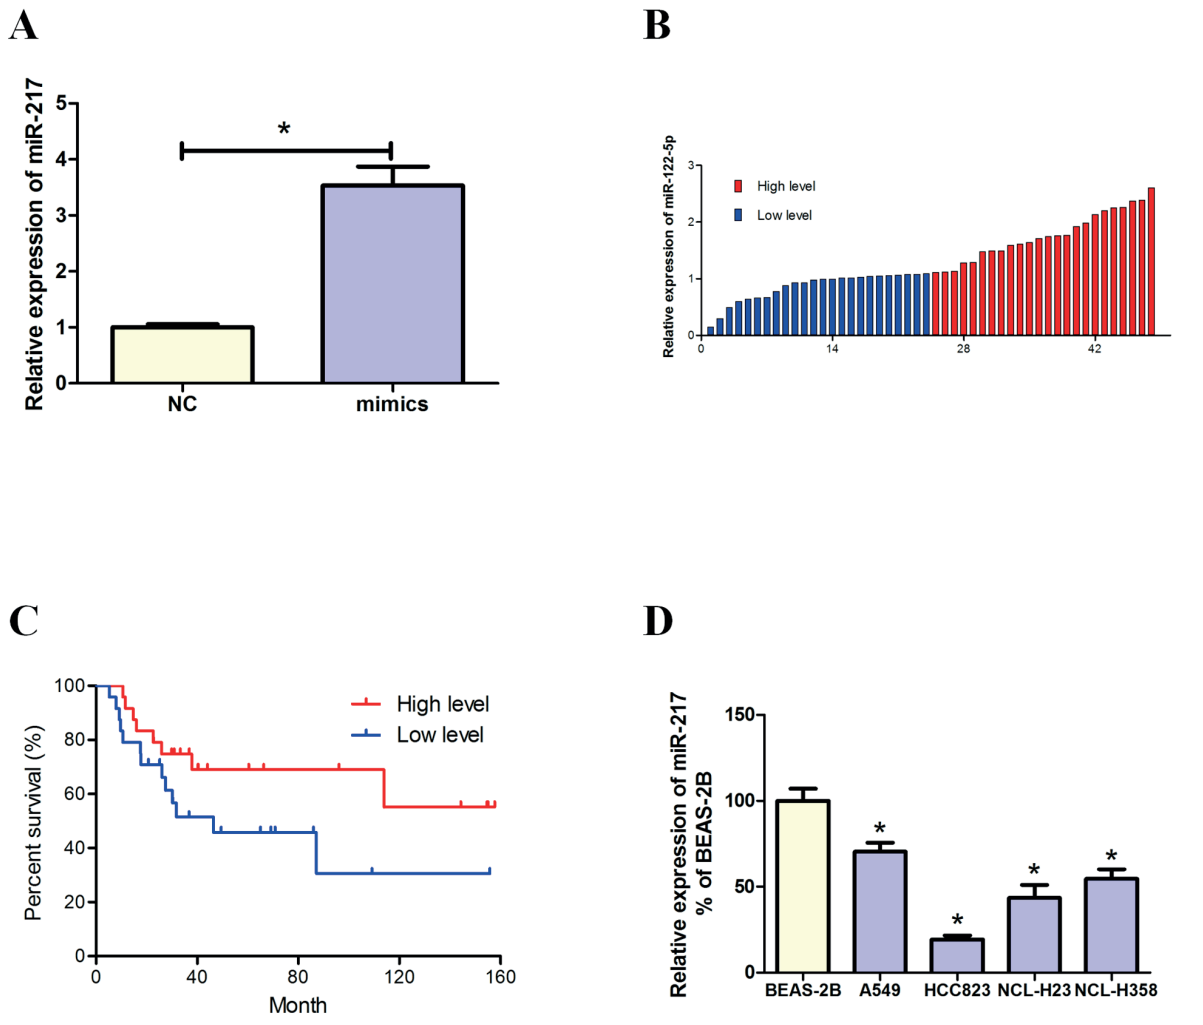 A
Relative expression of miR-217
5
4
3
2
1
0
*
NC
mimics
B
Relative expression of miR-122-5p
3
2
1
0
High level
Low level
0
14
28
42
C
Percent survival (%)
100
80
60
40
20
0
High level
Low level
0
40
80
120
160
Month
D
Relative expression of miR-217
% of BEAS-2B
150
100
50
0
*
*
*
*
BEAS-2B
A549
HCC823
NCL-H23
NCL-H358